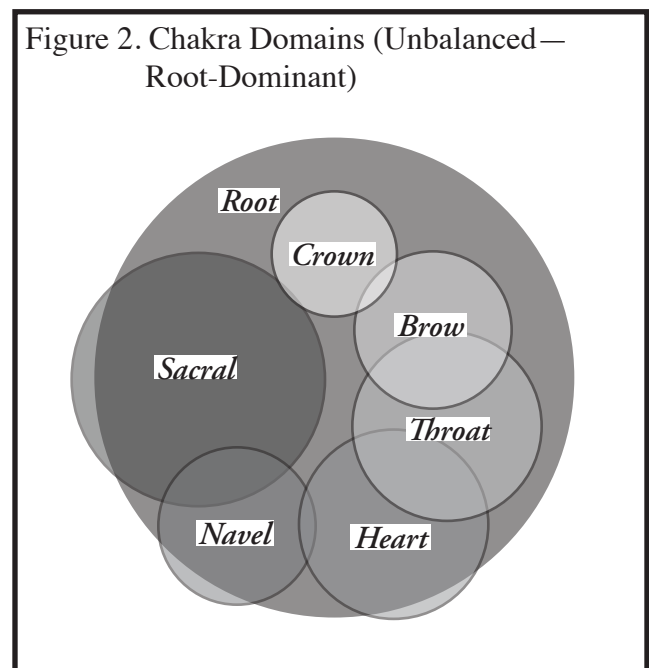 Figure 2. Chakra Domains (Unbalanced—
Root-Dominant)
Root
Crown
Brow
Sacral
Throat
Navel
Heart